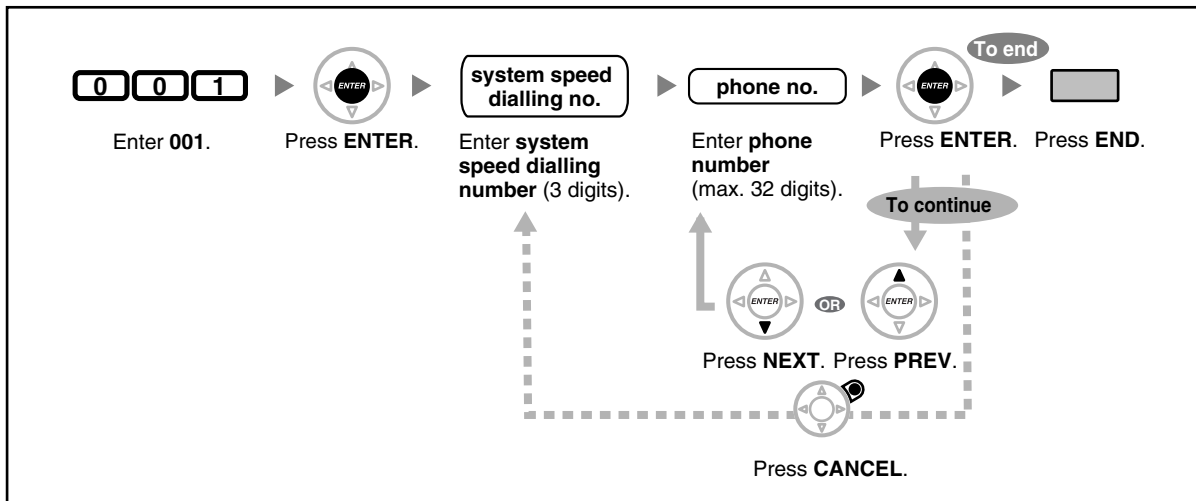 To end
0 0 1
ENTER
system speed
dialling no.
phone no.
ENTER
Enter 001.
Press ENTER.
Enter system
speed dialling
number (3 digits).
Enter phone
number
(max. 32 digits).
Press ENTER.
Press END.
To continue
ENTER
OR
ENTER
Press NEXT.
Press PREV.
Press CANCEL.